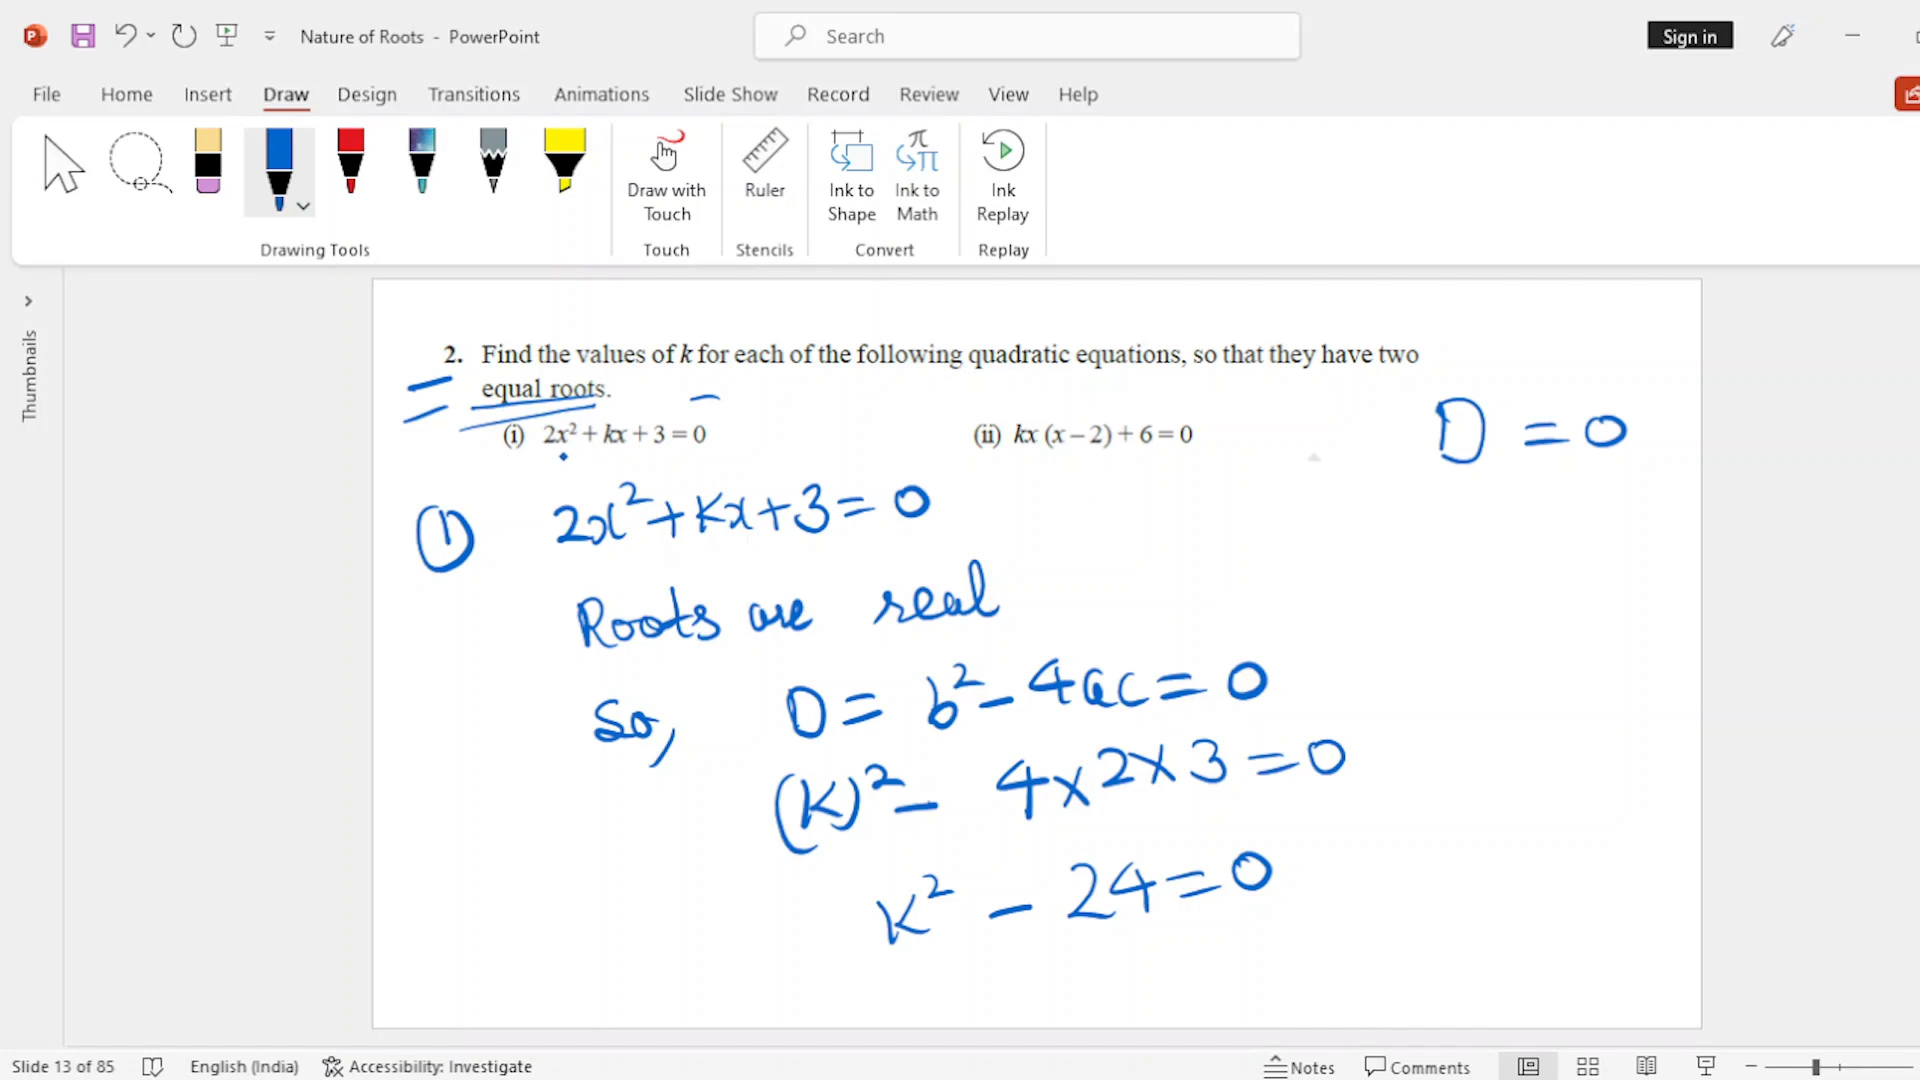 Nature of Roots - PowerPoint
Search
Sign in
File Home Insert Draw Design Transitions Animations Slide Show Record Review View Help
Draw with Touch
Ruler
Ink to Shape
π
π
Ink to Math
Ink Replay
Drawing Tools Touch Stencils Convert Replay
Thumbnails
2. Find the values of k for each of the following quadratic equations, so that they have two
equal roots.
(i) 2x² + kx + 3 = 0 (ii) kx (x – 2) + 6 = 0
D = 0
① 2x² + kx + 3 = 0
Roots are real
So, D = b² - 4ac = 0
(K)² - 4 x 2 x 3 = 0
K² - 24 = 0
Slide 13 of 85 English (India) Accessibility: Investigate Notes Comments